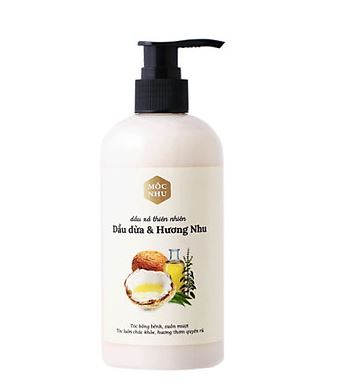 MỘC
NHU
dầu xả thiên nhiên
Dầu dừa & Hương Nhu
Tóc bồng bềnh, suôn mượt
Tóc luôn chắc khỏe, hương thơm quyến rũ